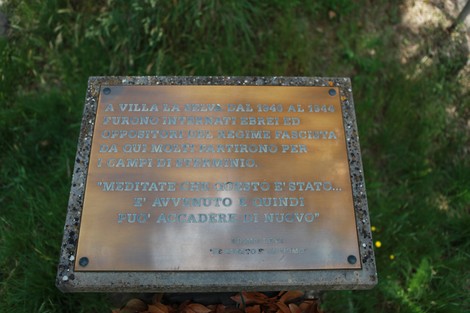 A VILLA LA SELVA DAL 1943 AL 1944
FURONO INTERNATI EBREI ED
OPPOSITORI DEL REGIME FASCISTA
DA QUI MOLTI PARTIRONO PER
I CAMPI DI STERMINIO.
"MEDITATE CHE QUESTO E' STATO...
E' AVVENUTO E QUINDI
PUO' ACCADERE DI NUOVO"